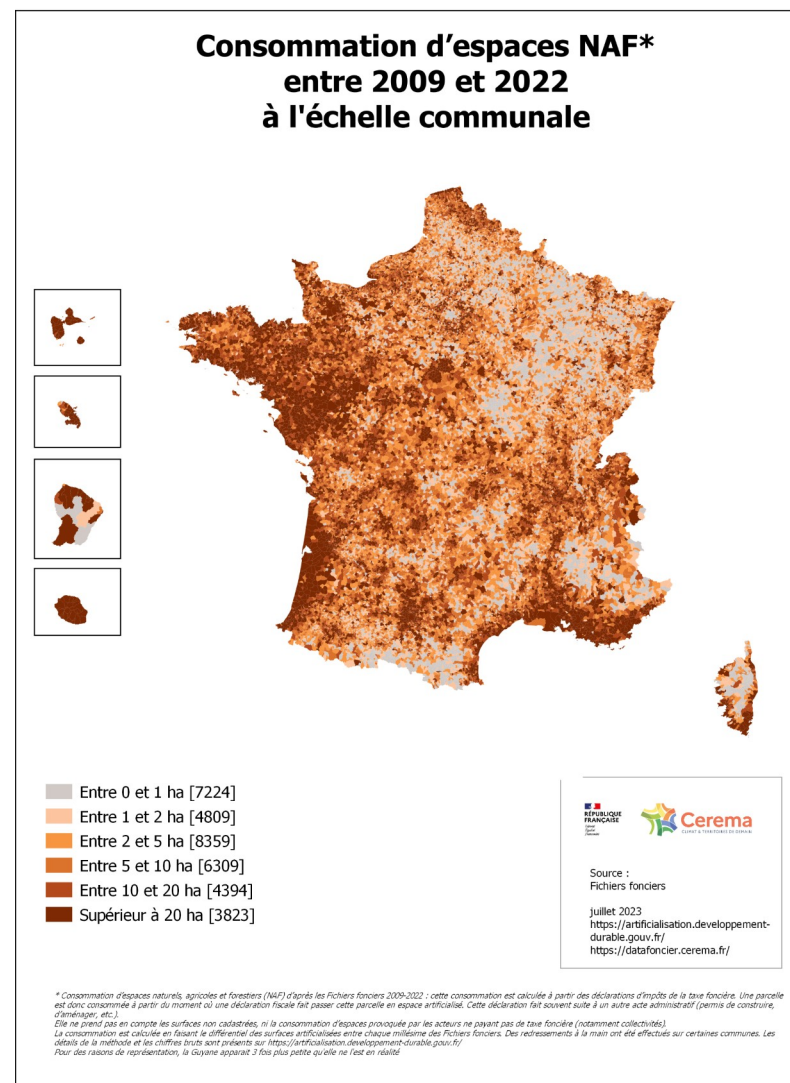 Consommation d'espaces NAF*
entre 2009 et 2022
à l'échelle communale
Entre 0 et 1 ha [7224]
Entre 1 et 2 ha [4809]
Entre 2 et 5 ha [8359]
Entre 5 et 10 ha [6309]
Entre 10 et 20 ha [4394]
Supérieur à 20 ha [3823]
RÉPUBLIQUE
FRANÇAISE
Liberté
Égalité
Fraternité
Cerema
CLIMAT & TERRITOIRES DE DEMAIN
Source :
Fichiers fonciers
juillet 2023
https://artificialisation.developpement-
durable.gouv.fr/
https://datafoncier.cerema.fr/
* Consommation d'espaces naturels, agricoles et forestiers (NAF) d'après les Fichiers fonciers 2009-2022 : cette consommation est calculée à partir des déclarations d'impôts de la taxe foncière. Une parcelle
est donc consommée à partir du moment où une déclaration fiscale fait passer cette parcelle en espace artificialisé. Cette déclaration fait souvent suite à un autre acte administratif (permis de construire,
d'aménager, etc.).
Elle ne prend pas en compte les surfaces non cadastrées, ni la consommation d'espaces provoquée par les acteurs ne payant pas de taxe foncière (notamment collectivités).
La consommation est calculée en faisant le différentiel des surfaces artificialisées entre chaque millésime des Fichiers fonciers. Des redressements à la main ont été effectués sur certaines communes. Les
détails de la méthode et les chiffres bruts sont présents sur https://artificialisation.developpement-durable.gouv.fr/
Pour des raisons de représentation, la Guyane apparait 3 fois plus petite qu'elle ne l'est en réalité